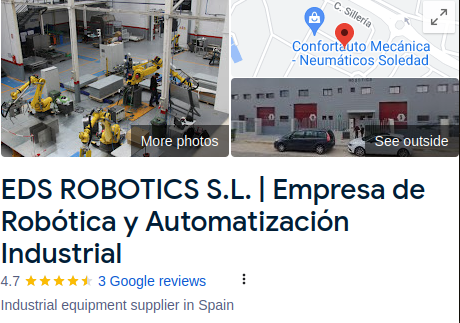 C. Sillería
Confortauto Mecánica
- Neumáticos Soledad
More photos
See outside
EDS ROBOTICS S.L. | Empresa de
Robótica y Automatización
Industrial
4.7 3 Google reviews
Industrial equipment supplier in Spain